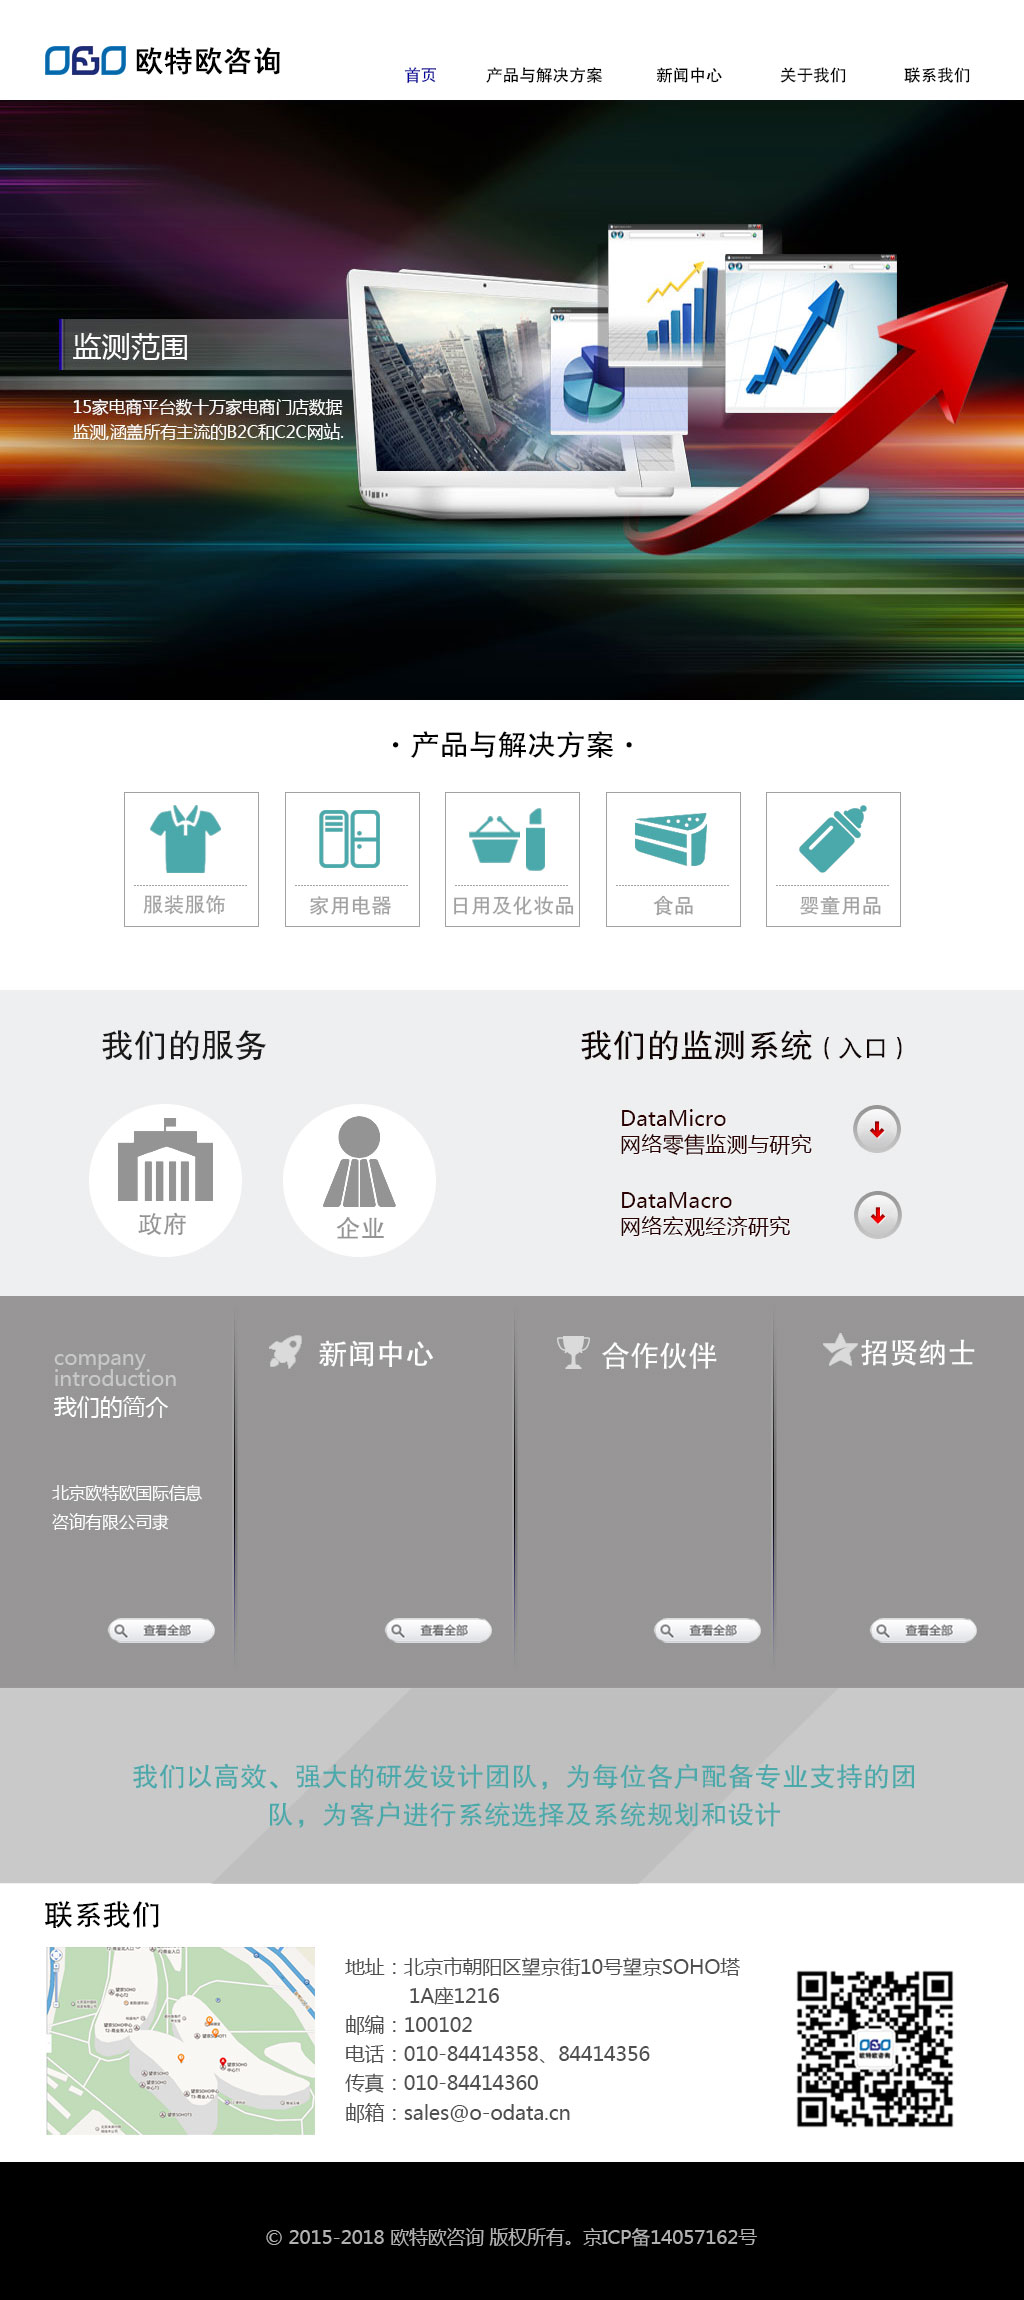 欧特欧咨询
首页 产品与解决方案 新闻中心 关于我们 联系我们
监测范围
15家电商平台数十万家电商门店数据
监测,涵盖所有主流的B2C和C2C网站.
·产品与解决方案·
服装服饰 家用电器 日用及化妆品 食品 婴童用品
我们的服务
政府 企业
我们的监测系统(入口)
DataMicro
网络零售监测与研究
DataMacro
网络宏观经济研究
company
introduction
我们的简介
北京欧特欧国际信息
咨询有限公司隶
查看全部
新闻中心
查看全部
合作伙伴
查看全部
招贤纳士
查看全部
我们以高效、强大的研发设计团队，为每位各户配备专业支持的团
队，为客户进行系统选择及系统规划和设计
联系我们
地址：北京市朝阳区望京街10号望京SOHO塔
1A座1216
邮编：100102
电话：010-84414358、84414356
传真：010-84414360
邮箱：sales@o-odata.cn
欧特欧咨询
© 2015-2018 欧特欧咨询 版权所有。京ICP备14057162号